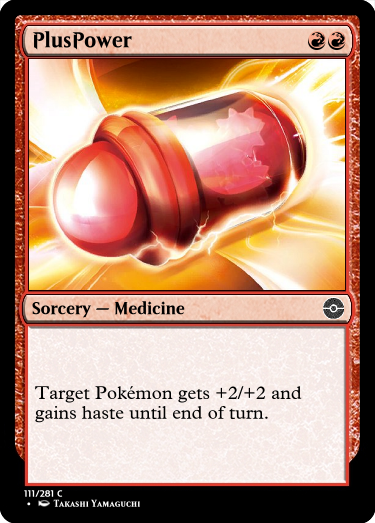 PlusPower
Sorcery — Medicine
Target Pokémon gets +2/+2 and
gains haste until end of turn.
111/281 C
• Takashi Yamaguchi